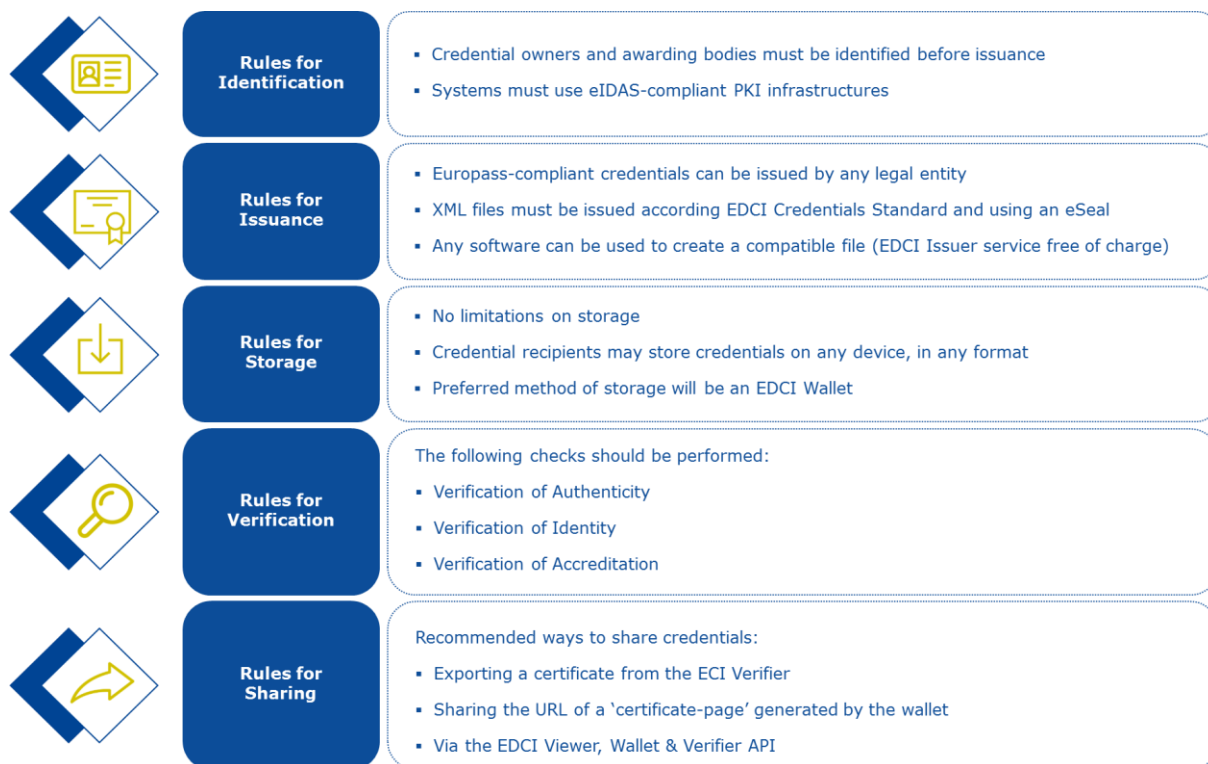 Rules for
Identification
▪ Credential owners and awarding bodies must be identified before issuance
▪ Systems must use eIDAS-compliant PKI infrastructures
Rules for
Issuance
▪ Europass-compliant credentials can be issued by any legal entity
▪ XML files must be issued according EDCI Credentials Standard and using an eSeal
▪ Any software can be used to create a compatible file (EDCI Issuer service free of charge)
Rules for
Storage
▪ No limitations on storage
▪ Credential recipients may store credentials on any device, in any format
▪ Preferred method of storage will be an EDCI Wallet
Rules for
Verification
The following checks should be performed:
▪ Verification of Authenticity
▪ Verification of Identity
▪ Verification of Accreditation
Rules for
Sharing
Recommended ways to share credentials:
▪ Exporting a certificate from the ECI Verifier
▪ Sharing the URL of a ‘certificate-page’ generated by the wallet
▪ Via the EDCI Viewer, Wallet & Verifier API